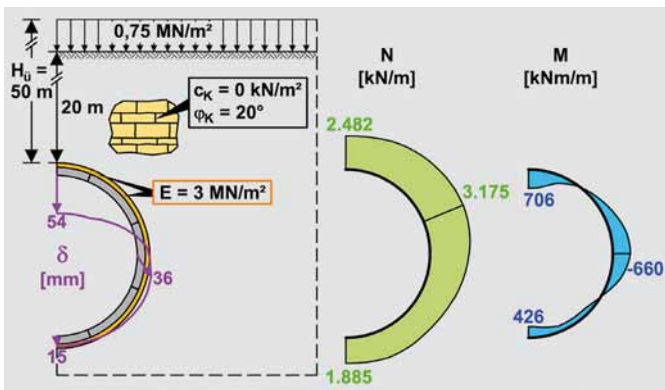 0,75 MN/m²
Hü =
50 m
20 m
cK = 0 kN/m²
φK = 20°
E = 3 MN/m²
54
δ
[mm]
36
15
N
[kN/m]
2.482
3.175
1.885
M
[kNm/m]
706
-660
426